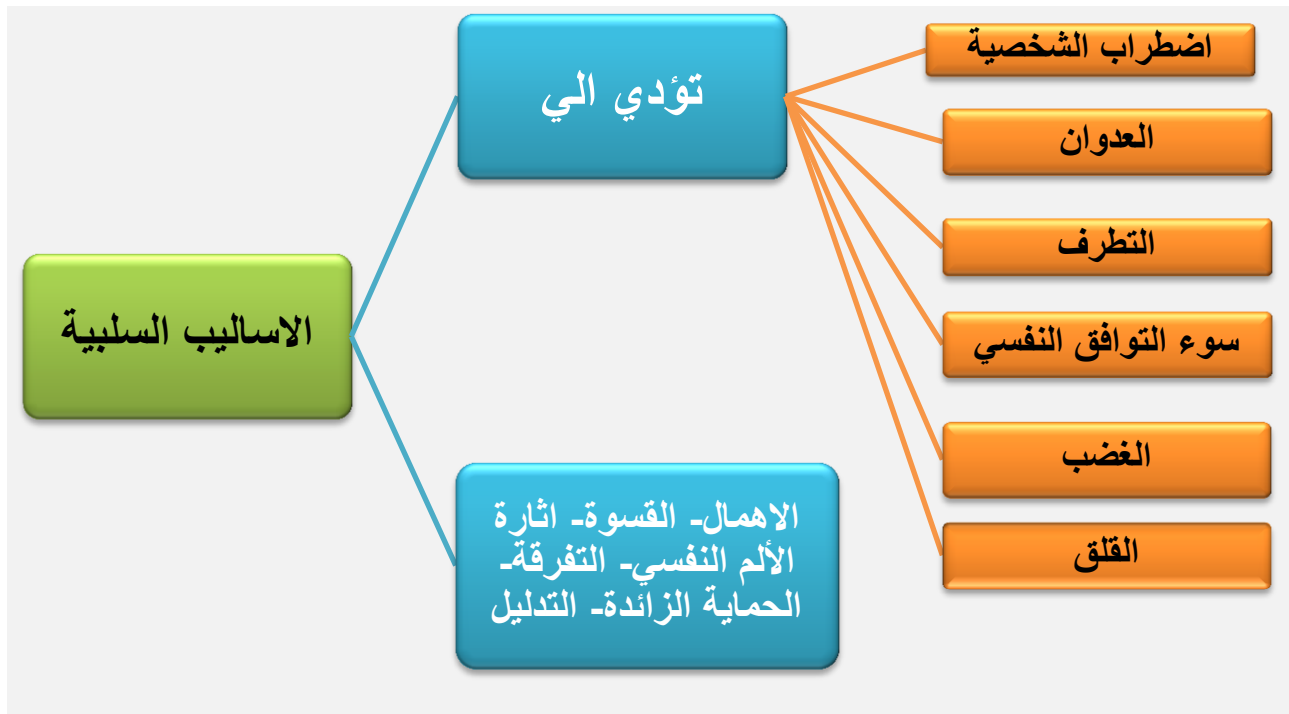 الاساليب السلبية
تؤدي الي
اضطراب الشخصية
العدوان
التطرف
سوء التوافق النفسي
الغضب
القلق
الاهمال- القسوة- اثارة
الألم النفسي- التفرقة-
الحماية الزائدة- التدليل